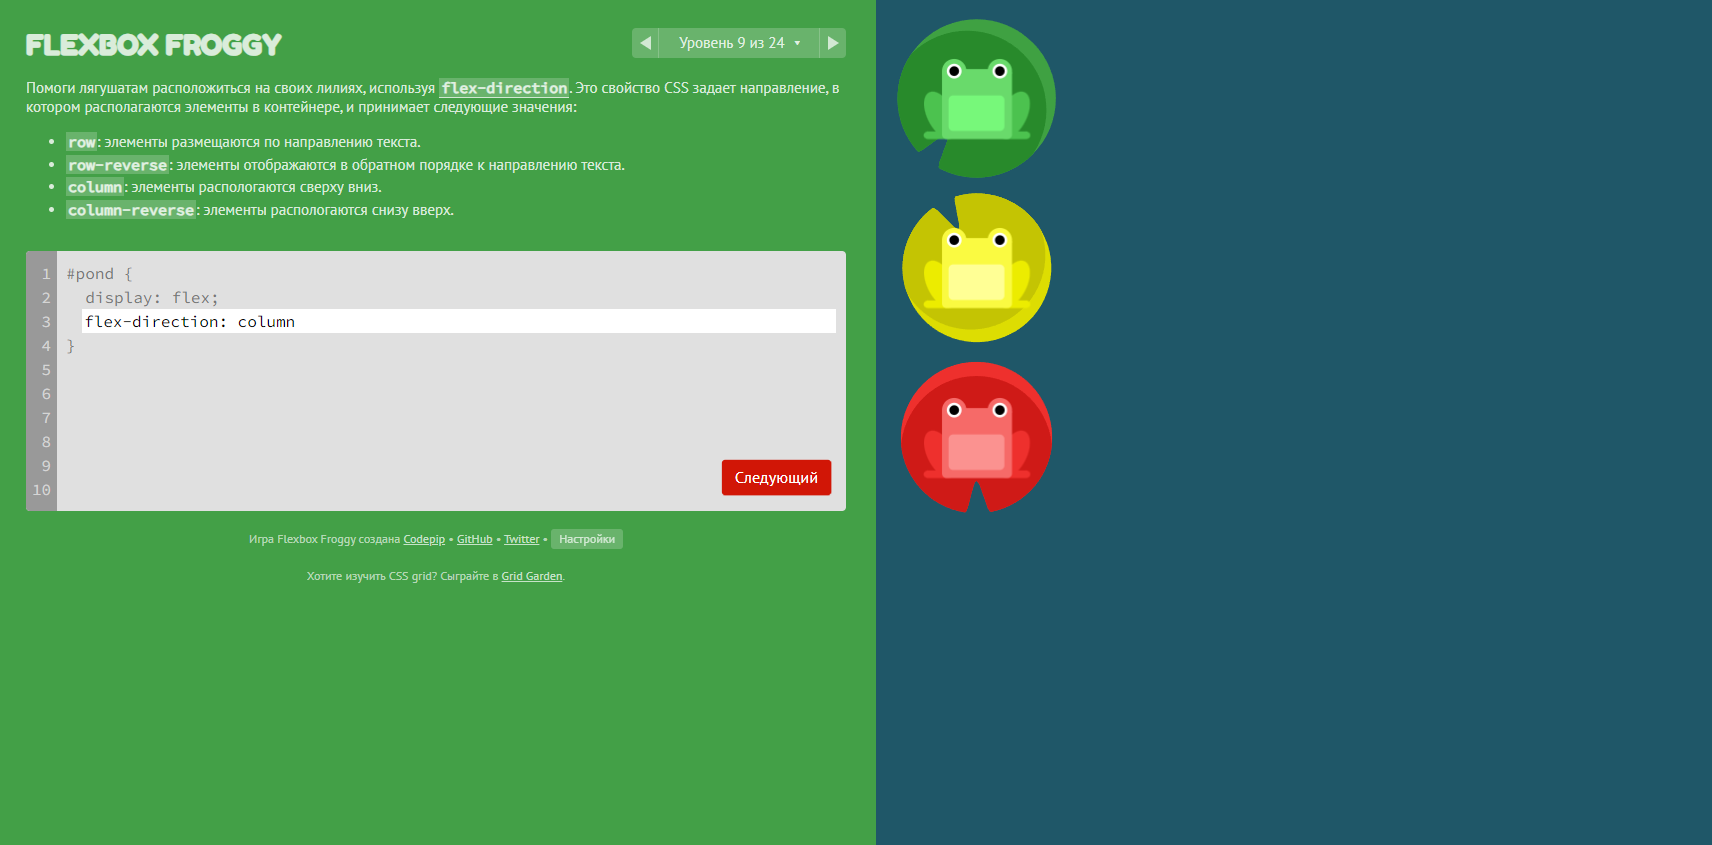 FLEXBOX FROGGY
Уровень 9 из 24
Помоги лягушатам расположиться на своих лилиях, используя flex-direction. Это свойство CSS задает направление, в
котором располагаются элементы в контейнере, и принимает следующие значения:
• row: элементы размещаются по направлению текста.
• row-reverse: элементы отображаются в обратном порядке к направлению текста.
• column: элементы распологаются сверху вниз.
• column-reverse: элементы распологаются снизу вверх.
1 #pond {
2 display: flex;
3 flex-direction: column
4 }
5
6
7
8
9
10
Следующий
Игра Flexbox Froggy создана Codepip • GitHub • Twitter • Настройки
Хотите изучить CSS grid? Сыграйте в Grid Garden.